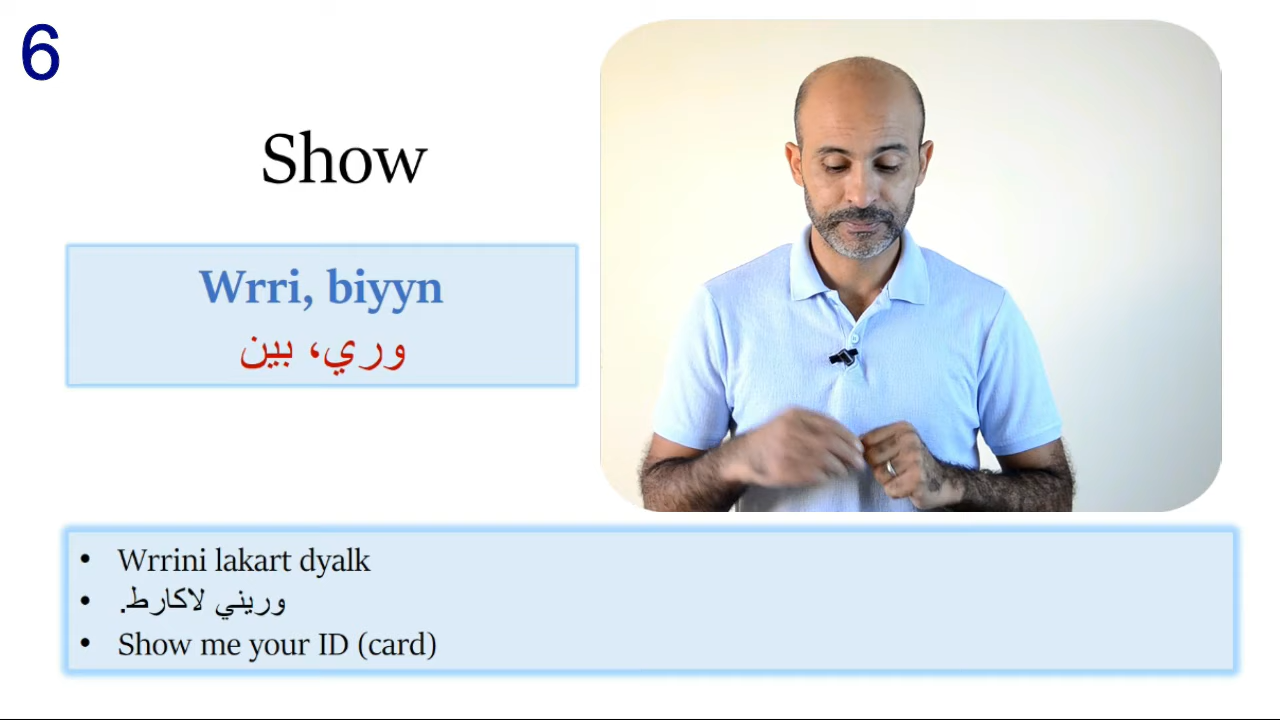 6
Show
Wrri, biyyn
وري، بين
• Wrrini lakart dyalk
• وريني لاكارط.
• Show me your ID (card)